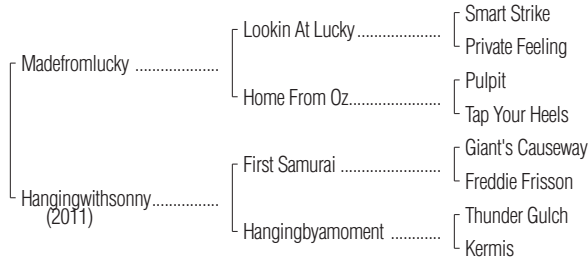 Smart Strike
Lookin At Lucky ..................
Private Feeling
Madefromlucky ..................
Pulpit
Home From Oz....................
Tap Your Heels
Giant's Causeway
First Samurai ......................
Freddie Frisson
Hangingwithsonny..............
(2011)
Thunder Gulch
Hangingbyamoment ...........
Kermis